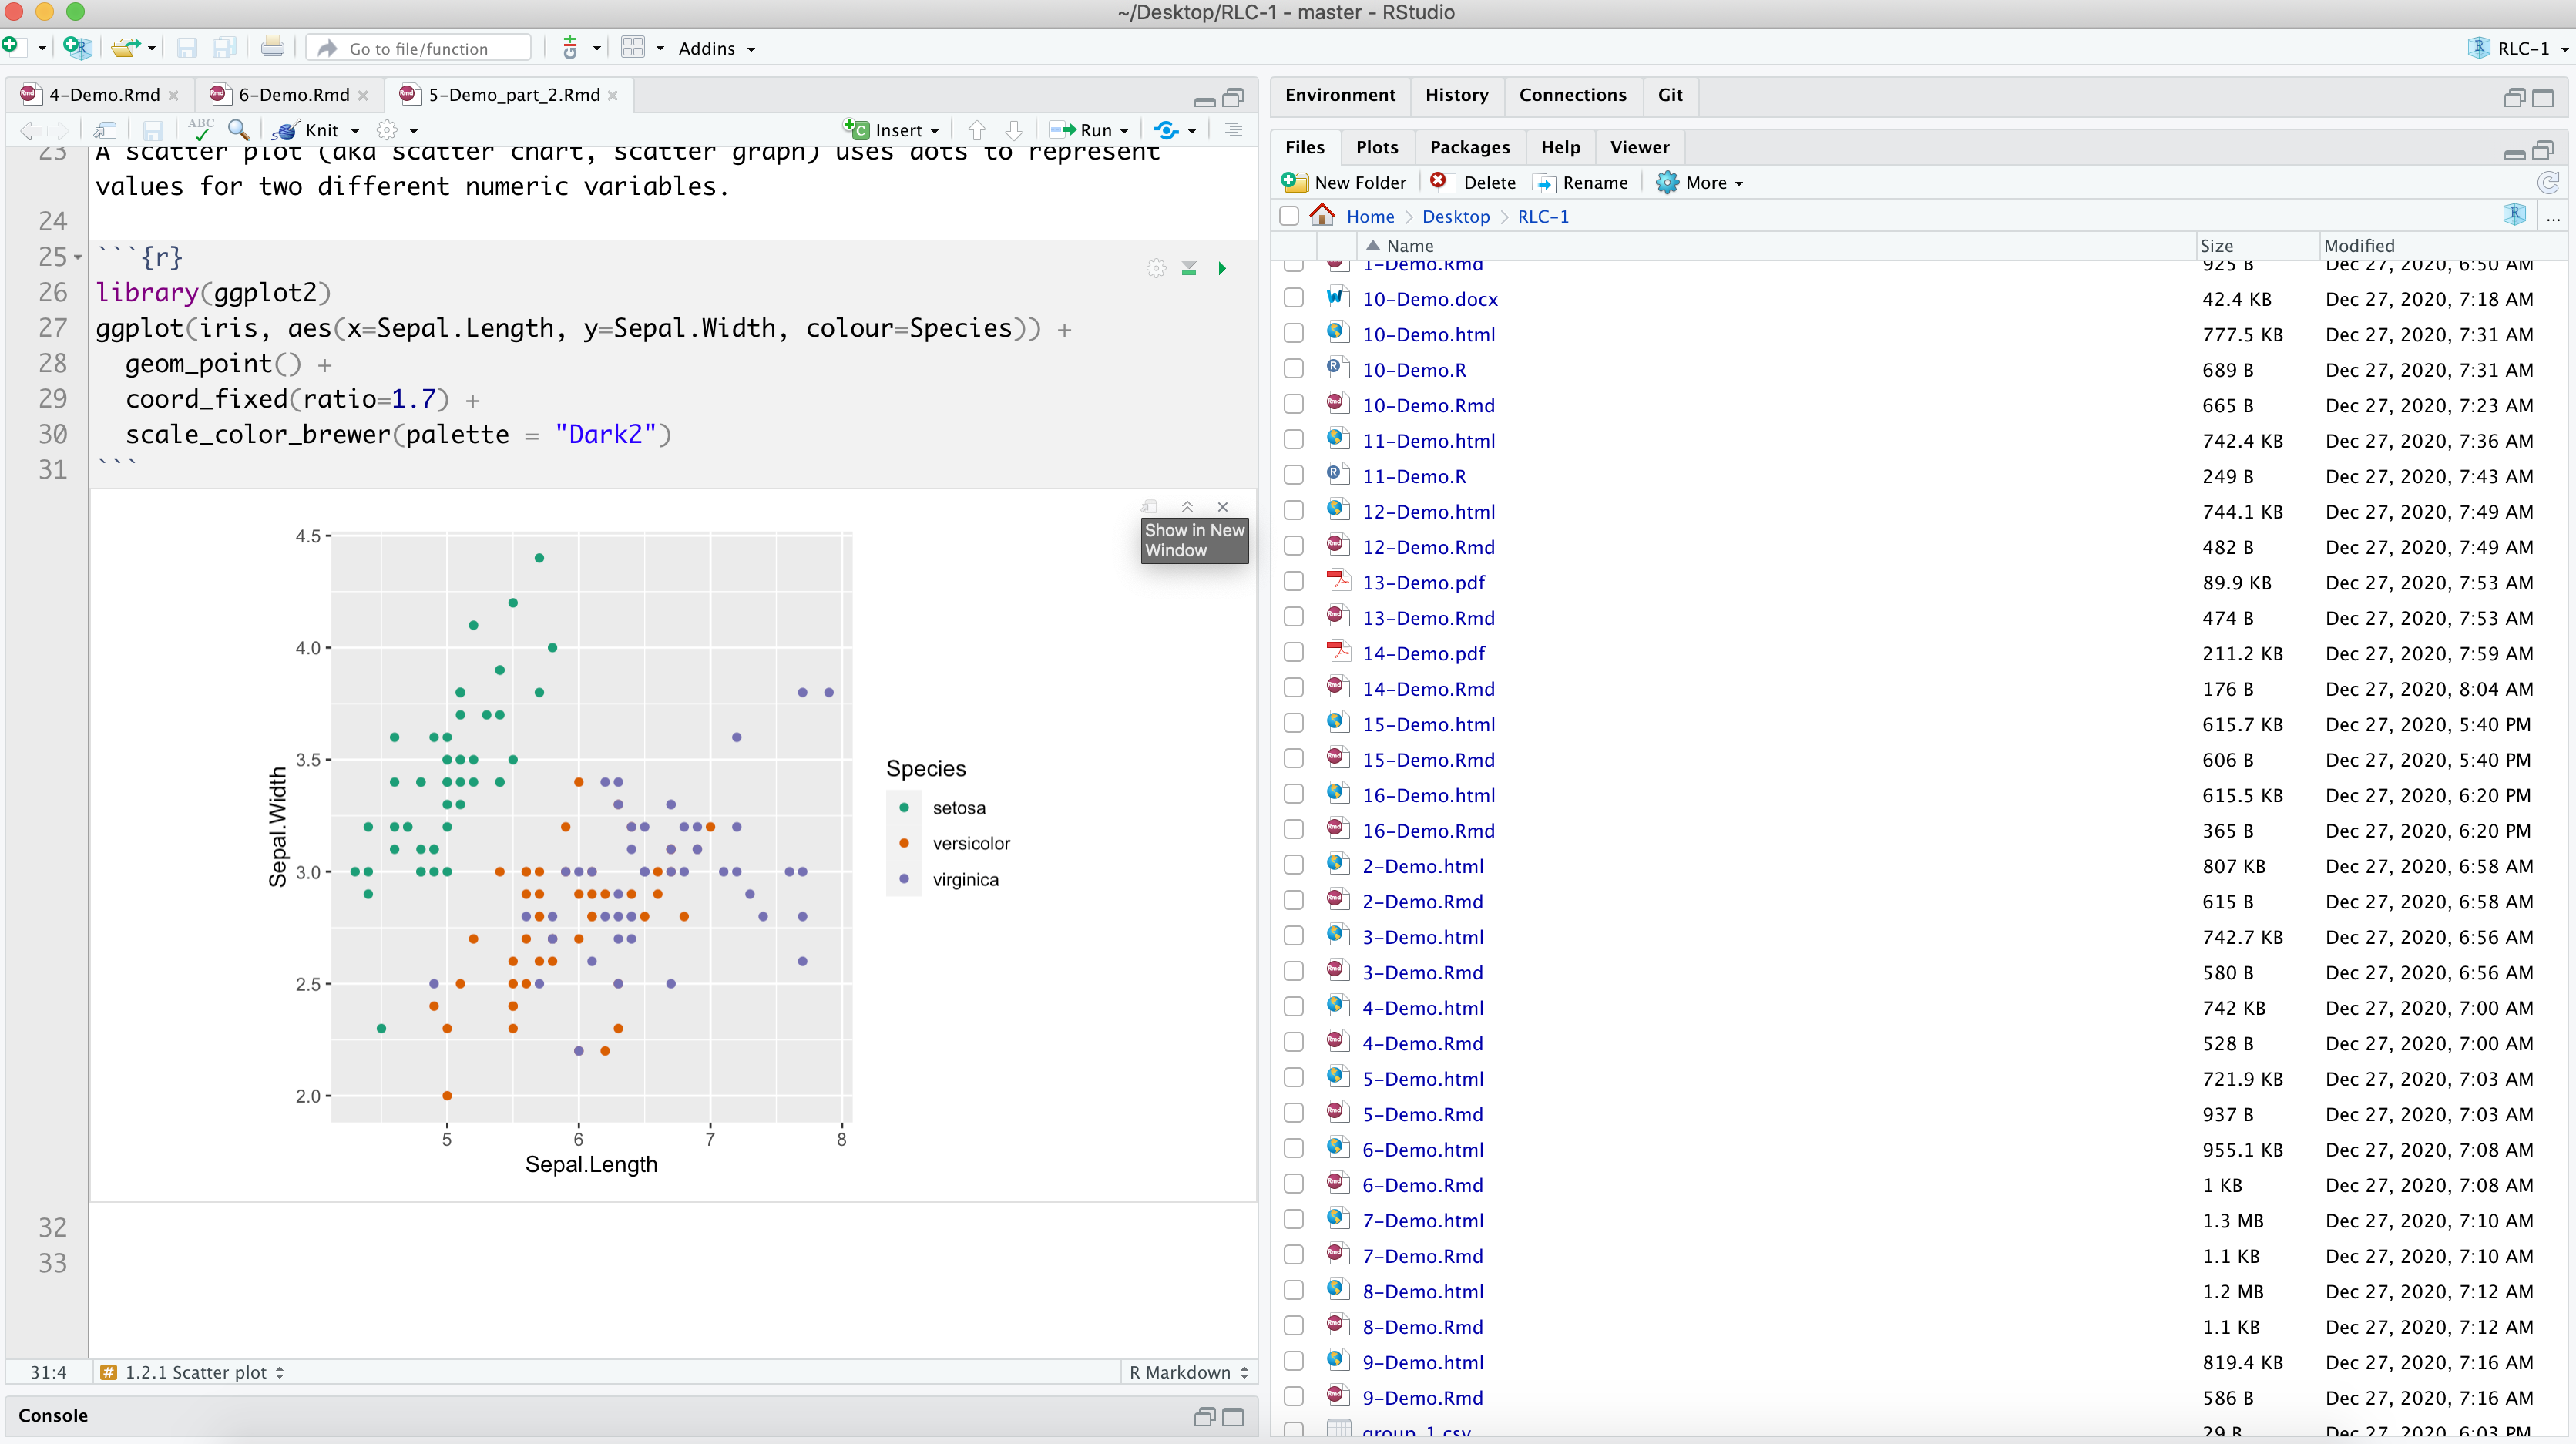 ~/Desktop/RLC-1 - master - RStudio
Go to file/function
Addins
RLC-1
4-Demo.Rmd
6-Demo.Rmd
5-Demo_part_2.Rmd
ABC
Knit
Insert
Run
23 A scatter plot (aka scatter chart, scatter graph) uses dots to represent
values for two different numeric variables.
24
25 ```{r}
26 library(ggplot2)
27 ggplot(iris, aes(x=Sepal.Length, y=Sepal.Width, colour=Species)) +
28 geom_point() +
29 coord_fixed(ratio=1.7) +
30 scale_color_brewer(palette = "Dark2")
31 ```
Show in New
Window
4.5
4.0
3.5
3.0
2.5
2.0
Sepal.Width
5 6 7 8
Sepal.Length
Species
setosa
versicolor
virginica
32
33
31:4 # 1.2.1 Scatter plot R Markdown
Console
Environment History Connections Git
Files Plots Packages Help Viewer
New Folder Delete Rename More
Home Desktop RLC-1 ...
Name Size Modified
1-Demo.Rmd 925 B Dec 27, 2020, 6:50 AM
10-Demo.docx 42.4 KB Dec 27, 2020, 7:18 AM
10-Demo.html 777.5 KB Dec 27, 2020, 7:31 AM
10-Demo.R 689 B Dec 27, 2020, 7:31 AM
10-Demo.Rmd 665 B Dec 27, 2020, 7:23 AM
11-Demo.html 742.4 KB Dec 27, 2020, 7:36 AM
11-Demo.R 249 B Dec 27, 2020, 7:43 AM
12-Demo.html 744.1 KB Dec 27, 2020, 7:49 AM
12-Demo.Rmd 482 B Dec 27, 2020, 7:49 AM
13-Demo.pdf 89.9 KB Dec 27, 2020, 7:53 AM
13-Demo.Rmd 474 B Dec 27, 2020, 7:53 AM
14-Demo.pdf 211.2 KB Dec 27, 2020, 7:59 AM
14-Demo.Rmd 176 B Dec 27, 2020, 8:04 AM
15-Demo.html 615.7 KB Dec 27, 2020, 5:40 PM
15-Demo.Rmd 606 B Dec 27, 2020, 5:40 PM
16-Demo.html 615.5 KB Dec 27, 2020, 6:20 PM
16-Demo.Rmd 365 B Dec 27, 2020, 6:20 PM
2-Demo.html 807 KB Dec 27, 2020, 6:58 AM
2-Demo.Rmd 615 B Dec 27, 2020, 6:58 AM
3-Demo.html 742.7 KB Dec 27, 2020, 6:56 AM
3-Demo.Rmd 580 B Dec 27, 2020, 6:56 AM
4-Demo.html 742 KB Dec 27, 2020, 7:00 AM
4-Demo.Rmd 528 B Dec 27, 2020, 7:00 AM
5-Demo.html 721.9 KB Dec 27, 2020, 7:03 AM
5-Demo.Rmd 937 B Dec 27, 2020, 7:03 AM
6-Demo.html 955.1 KB Dec 27, 2020, 7:08 AM
6-Demo.Rmd 1 KB Dec 27, 2020, 7:08 AM
7-Demo.html 1.3 MB Dec 27, 2020, 7:10 AM
7-Demo.Rmd 1.1 KB Dec 27, 2020, 7:10 AM
8-Demo.html 1.2 MB Dec 27, 2020, 7:12 AM
8-Demo.Rmd 1.1 KB Dec 27, 2020, 7:12 AM
9-Demo.html 819.4 KB Dec 27, 2020, 7:16 AM
9-Demo.Rmd 586 B Dec 27, 2020, 7:16 AM
group_1.csv 29 B Dec 27, 2020, 6:03 PM